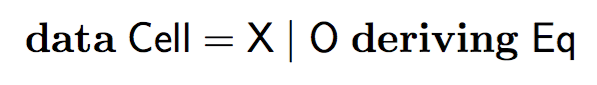 data Cell = X | O deriving Eq